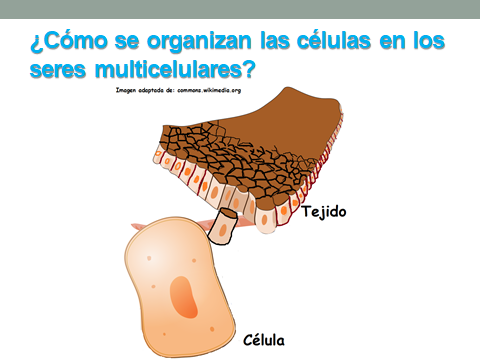 ¿Cómo se organizan las células en los
seres multicelulares?
Imagen adaptada de: commons.wikimedia.org
Tejido
Célula